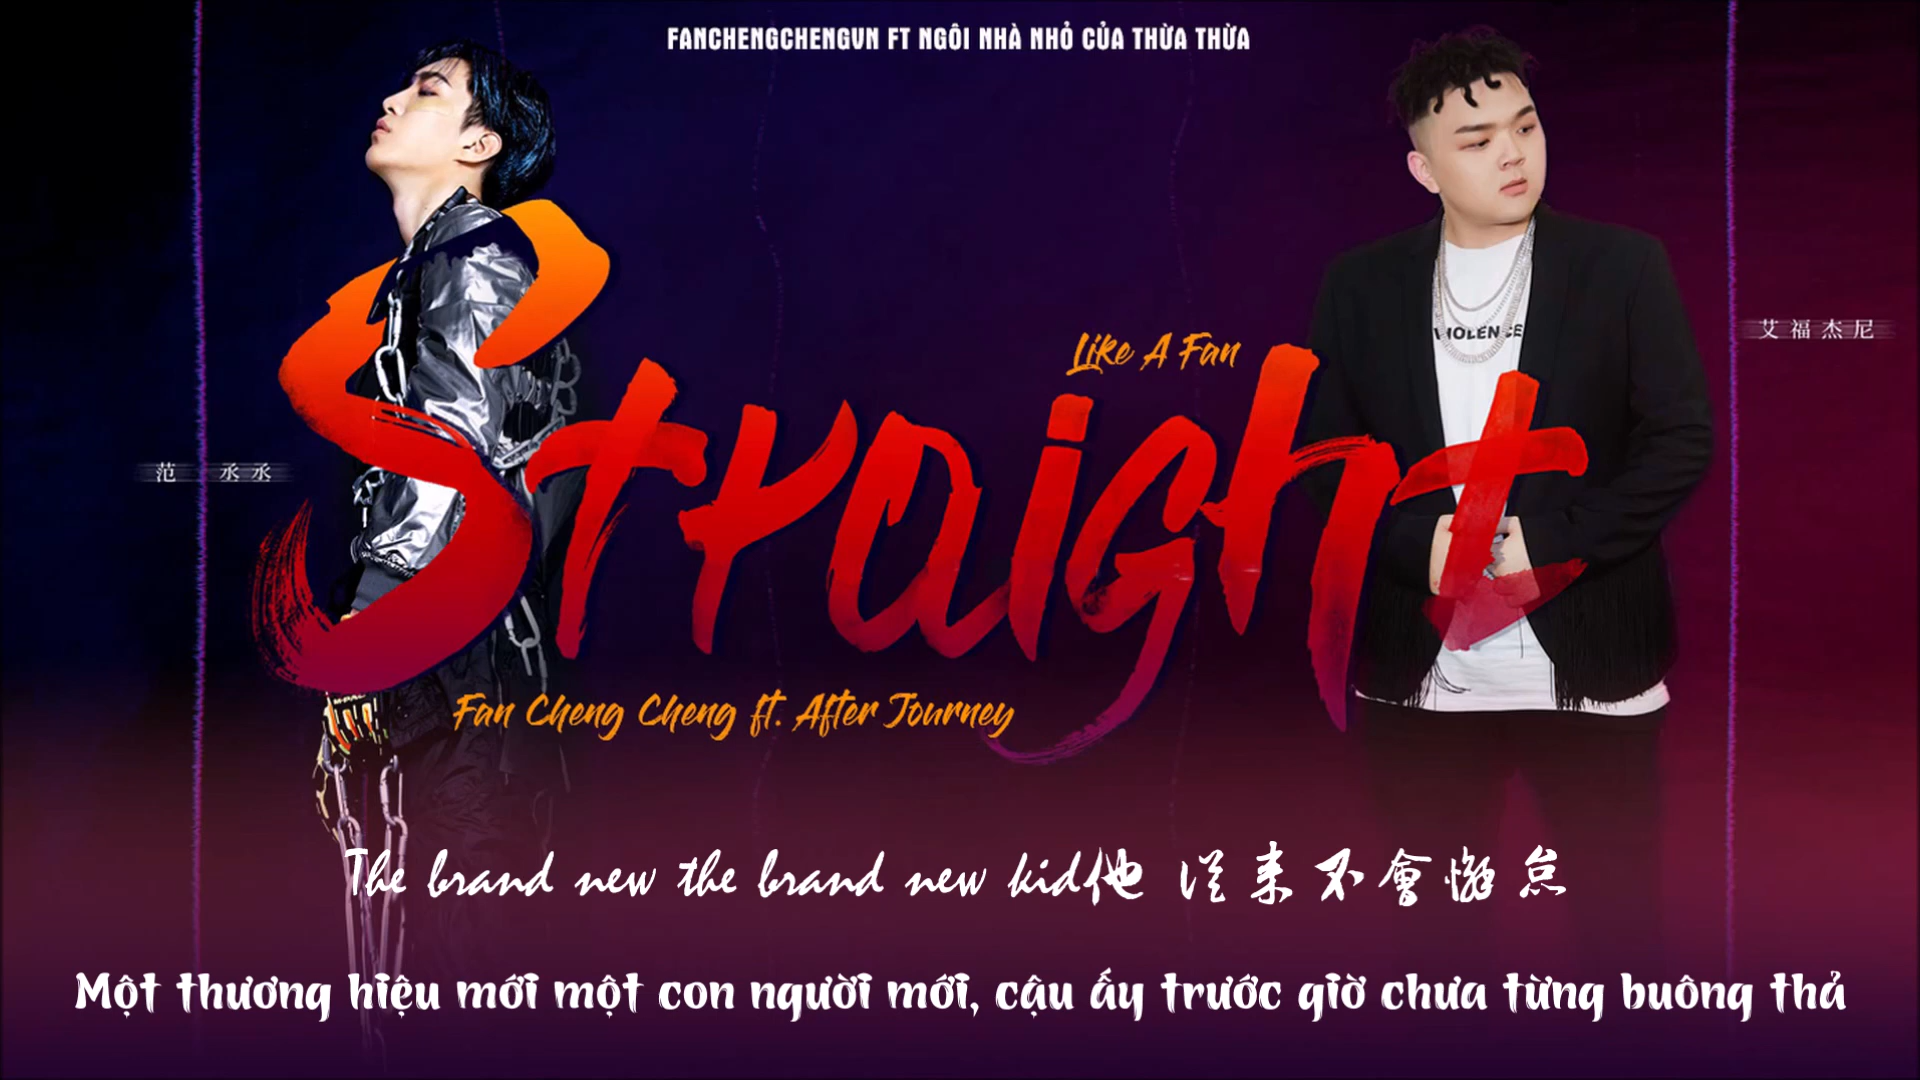 FANCHENGCHENGVN FT NGÔI NHÀ NHỎ CỦA THỪA THỪA
艾福杰尼
VIOLENCE
Like A Fan
Straight
范 丞丞
Fan Cheng Cheng ft. After Journey
The brand new the brand new kid他 從来不會懈怠
Một thương hiệu mới một con người mới, cậu ấy trước giờ chưa từng buông thả